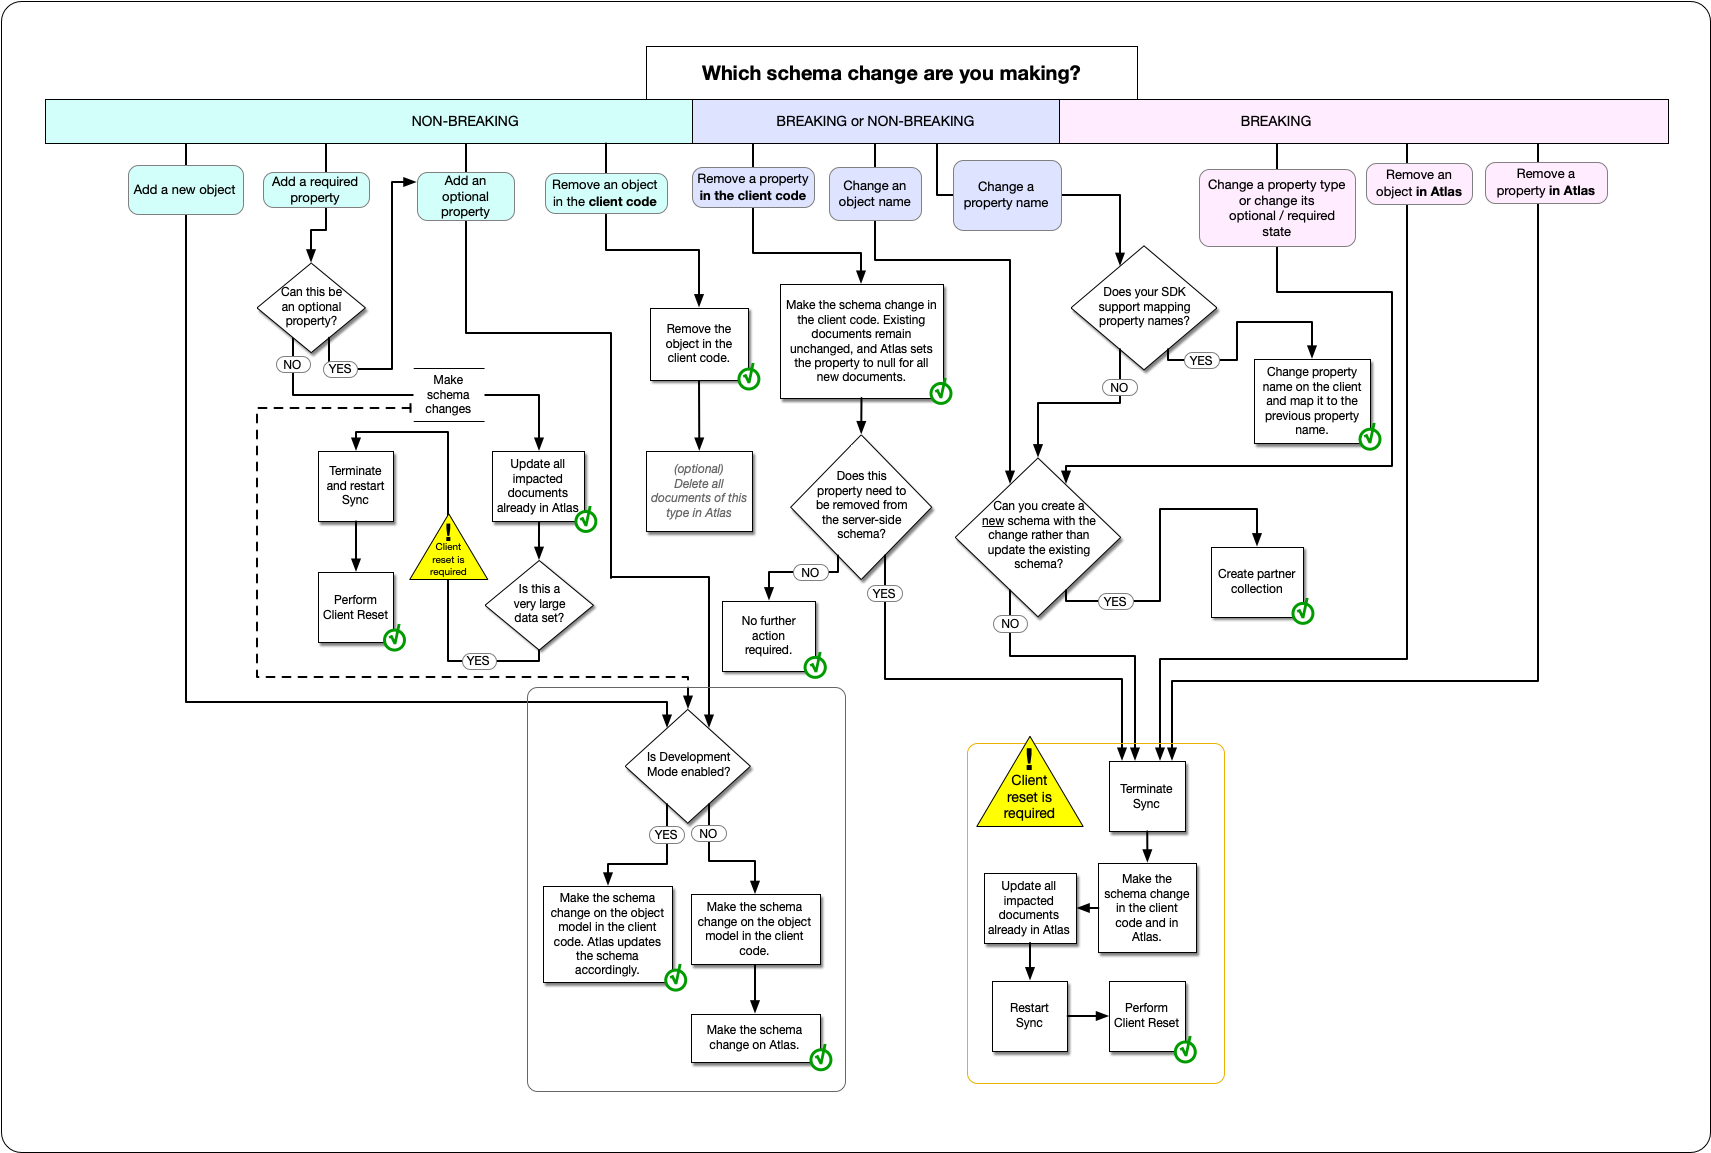 Which schema change are you making?
NON-BREAKING
BREAKING or NON-BREAKING
BREAKING
Add a new object
Add a required
property
Add an
optional
property
Remove an object
in the client code
Remove a property
in the client code
Change an
object name
Change a
property name
Change a property type
or change its
optional / required
state
Remove an
object in Atlas
Remove a
property in Atlas
Can this be
an optional
property?
NO
YES
Make
schema
changes
Terminate
and restart
Sync
Perform
Client Reset
!
Client
reset is
required
Update all
impacted
documents
already in Atlas
Is this a
very large
data set?
YES
Remove the
object in the
client code.
(optional)
Delete all
documents of this
type in Atlas
Make the schema change in
the client code. Existing
documents remain
unchanged, and Atlas sets
the property to null for all
new documents.
Does this
property need to
be removed from
the server-side
schema?
NO
YES
No further
action
required.
Does your SDK
support mapping
property names?
YES
NO
Change property
name on the client
and map it to the
previous property
name.
Can you create a
new schema with the
change rather than
update the existing
schema?
YES
NO
Create partner
collection
Is Development
Mode enabled?
YES
NO
Make the schema
change on the object
model in the client
code. Atlas updates
the schema
accordingly.
Make the schema
change on the object
model in the client
code.
Make the schema
change on Atlas.
!
Client
reset is
required
Terminate
Sync
Make the
schema change
in the client
code and in
Atlas.
Update all
impacted
documents
already in Atlas
Restart
Sync
Perform
Client Reset